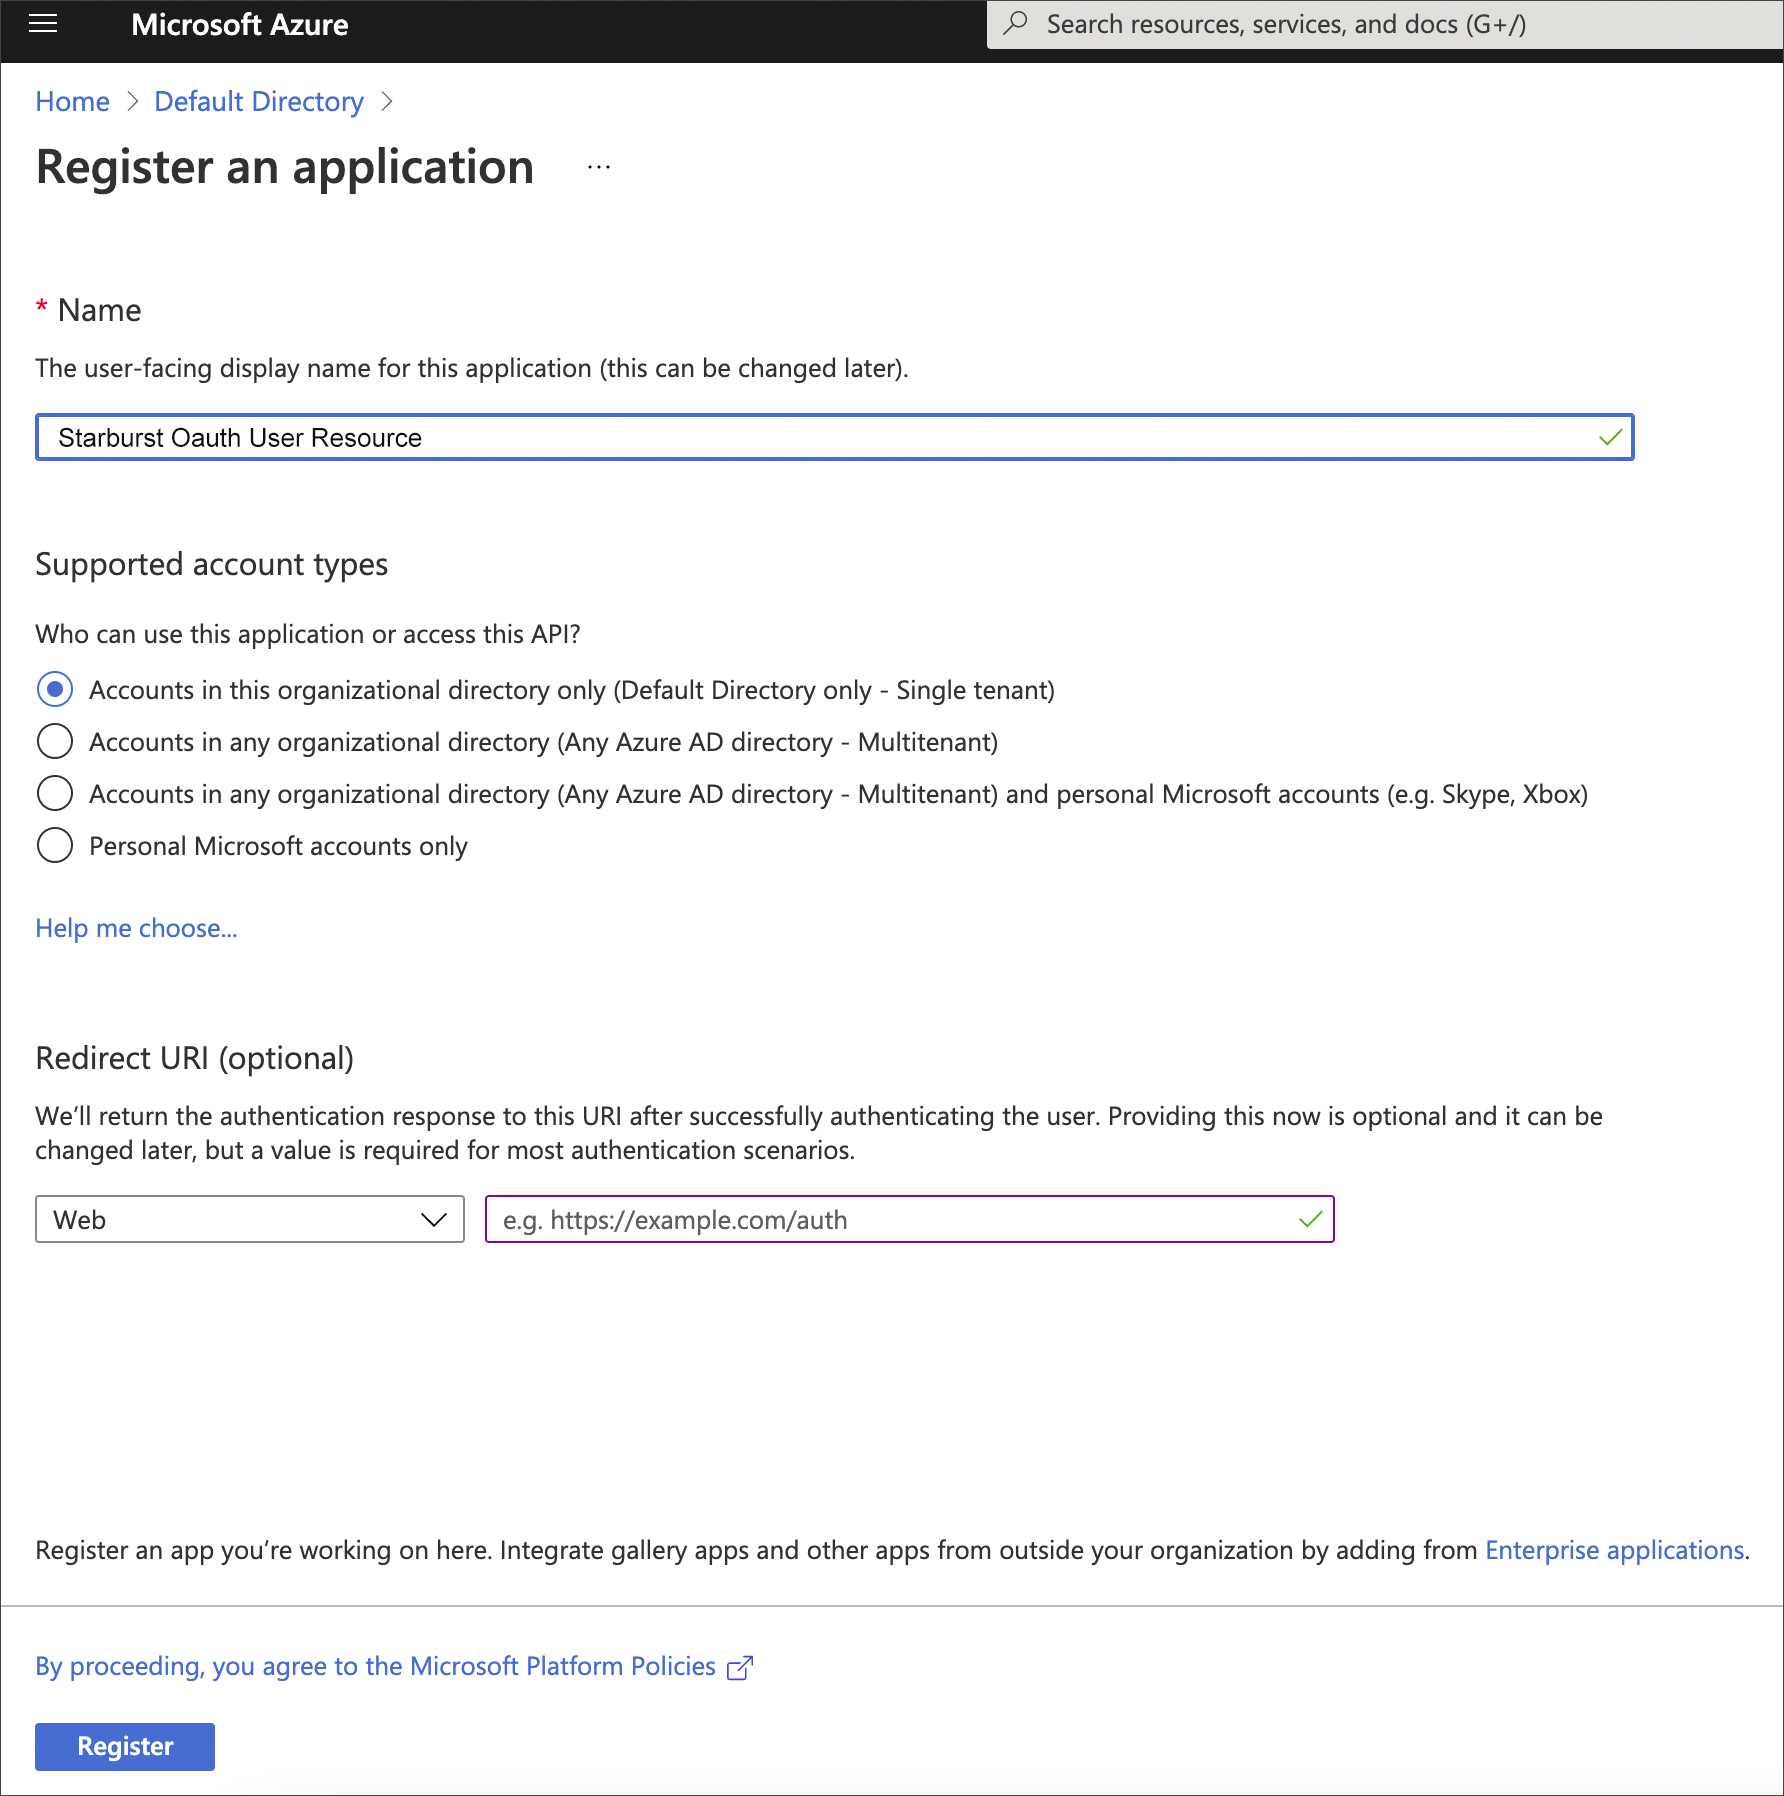 Microsoft Azure
Search resources, services, and docs (G+/)
Home > Default Directory >
Register an application ...
* Name
The user-facing display name for this application (this can be changed later).
Starburst Oauth User Resource
Supported account types
Who can use this application or access this API?
Accounts in this organizational directory only (Default Directory only - Single tenant)
Accounts in any organizational directory (Any Azure AD directory - Multitenant)
Accounts in any organizational directory (Any Azure AD directory - Multitenant) and personal Microsoft accounts (e.g. Skype, Xbox)
Personal Microsoft accounts only
Help me choose...
Redirect URI (optional)
We’ll return the authentication response to this URI after successfully authenticating the user. Providing this now is optional and it can be
changed later, but a value is required for most authentication scenarios.
Web
e.g. https://example.com/auth
Register an app you’re working on here. Integrate gallery apps and other apps from outside your organization by adding from Enterprise applications.
By proceeding, you agree to the Microsoft Platform Policies
Register